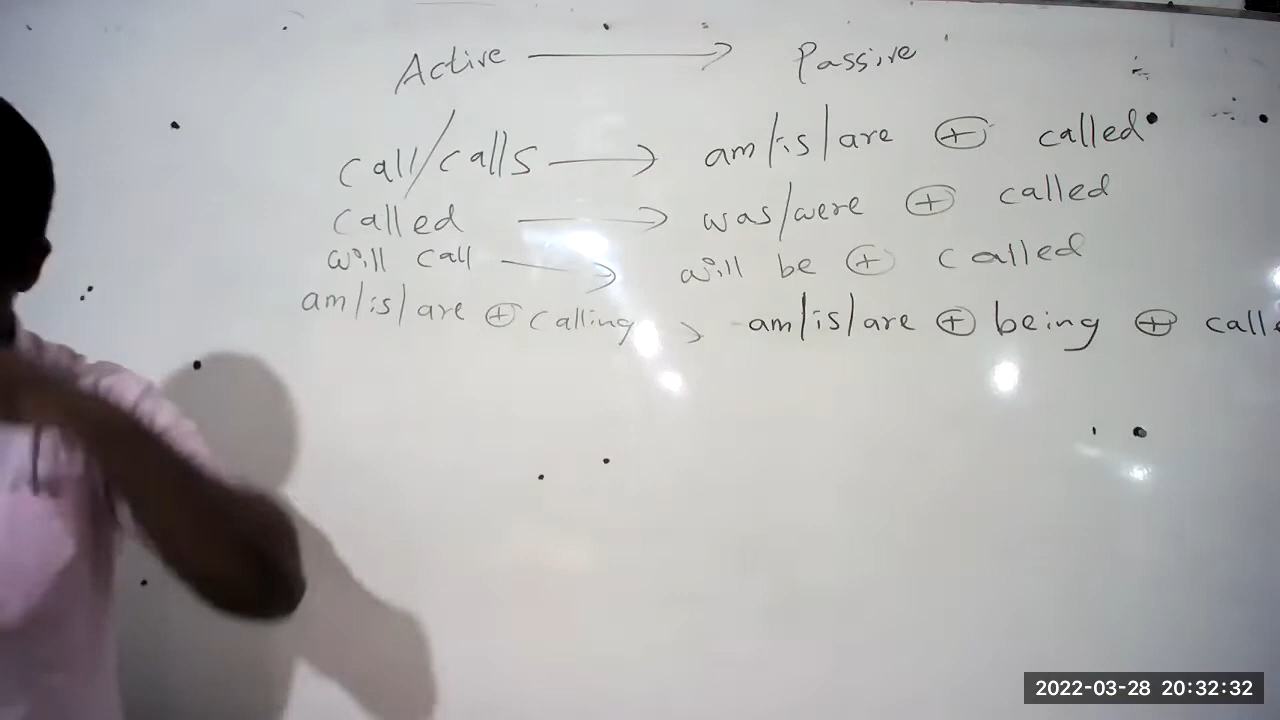 Active → Passive
call/calls → am/is/are ⊕ called
called → was/were ⊕ called
will call → will be ⊕ called
am/is/are ⊕ calling → am/is/are ⊕ being ⊕ calle
2022-03-28 20:32:32